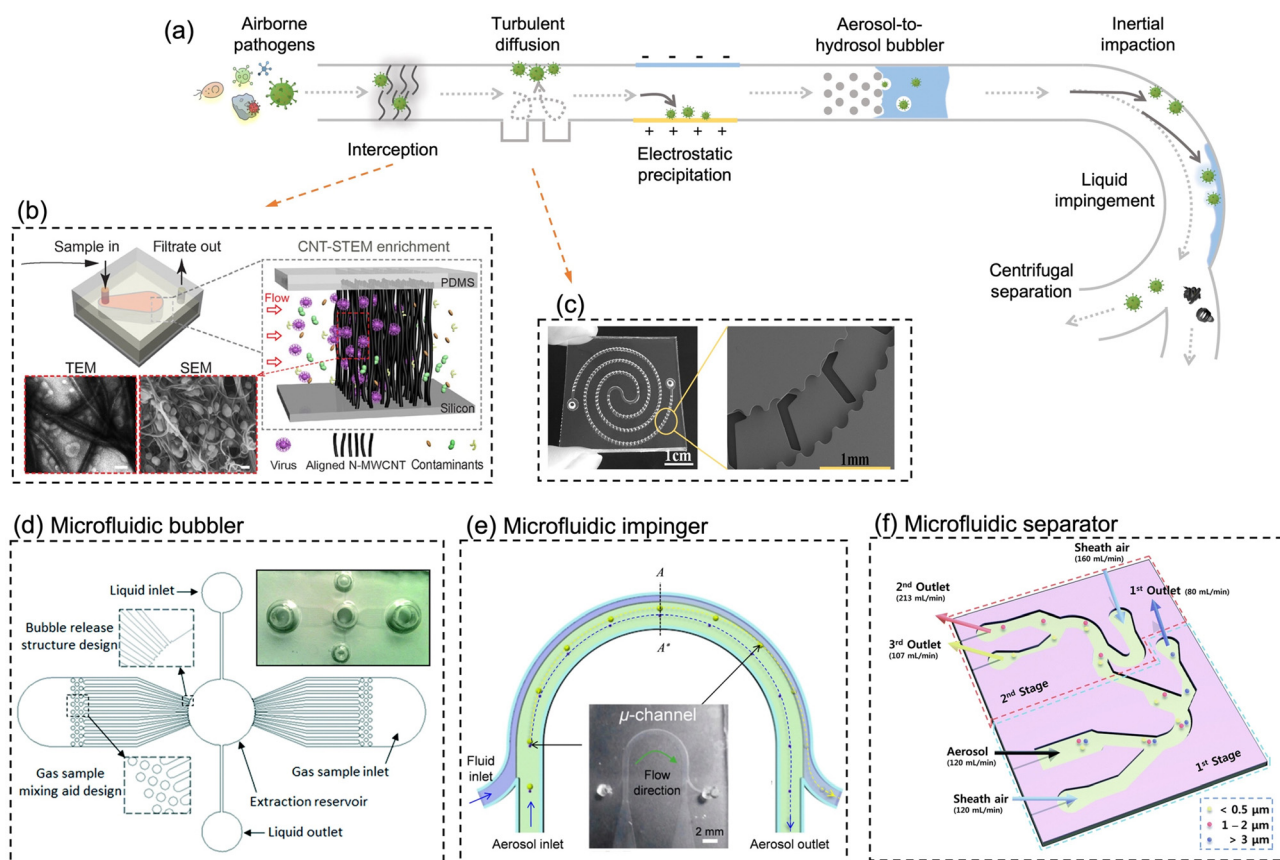 (a)
Airborne
pathogens
Interception
Turbulent
diffusion
- - - -
+ + + +
Electrostatic
precipitation
Aerosol-to-
hydrosol bubbler
Inertial
impaction
Liquid
impingement
Centrifugal
separation
(b)
Sample in
Filtrate out
CNT-STEM enrichment
PDMS
Flow
Silicon
TEM
SEM
Virus
Aligned N-MWCNT
Contaminants
(c)
1cm
1mm
(d) Microfluidic bubbler
Liquid inlet
Bubble release
structure design
Gas sample
mixing aid design
Gas sample inlet
Extraction reservoir
Liquid outlet
(e) Microfluidic impinger
A
A*
μ-channel
Flow
direction
2 mm
Fluid
inlet
Aerosol inlet
Aerosol outlet
(f) Microfluidic separator
Sheath air
(160 mL/min)
2nd Outlet
(213 mL/min)
1st Outlet (80 mL/min)
3rd Outlet
(107 mL/min)
2nd Stage
Aerosol
(120 mL/min)
1st Stage
Sheath air
(120 mL/min)
< 0.5 μm
1 – 2 μm
> 3 μm